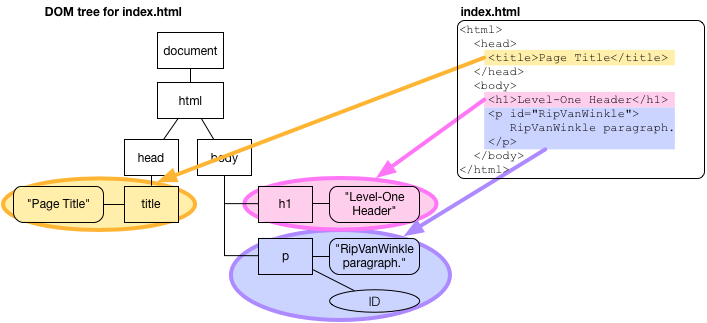 DOM tree for index.html
document
html
head
body
"Page Title"
title
h1
"Level-One
Header"
p
"RipVanWinkle
paragraph."
ID
index.html
<html>
<head>
<title>Page Title</title>
</head>
<body>
<h1>Level-One Header</h1>
<p id="RipVanWinkle">
RipVanWinkle paragraph.
</p>
</body>
</html>